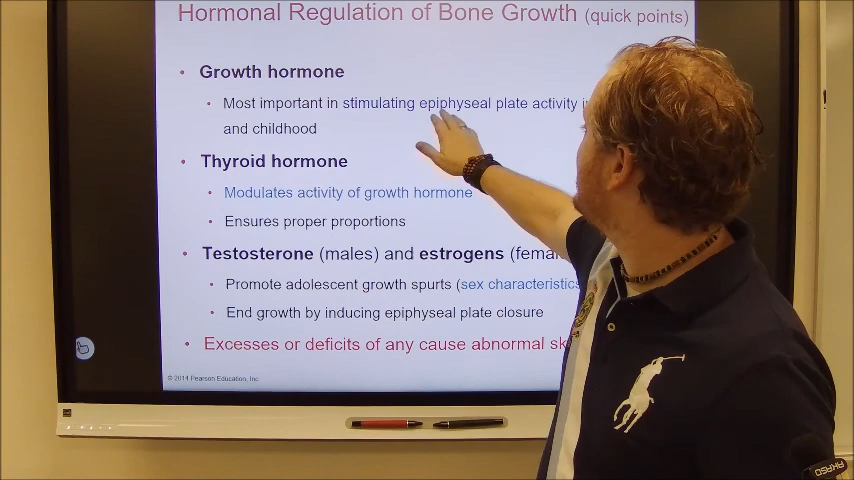 Hormonal Regulation of Bone Growth (quick points)
• Growth hormone
• Most important in stimulating epiphyseal plate activity
and childhood
• Thyroid hormone
• Modulates activity of growth hormone
• Ensures proper proportions
• Testosterone (males) and estrogens
• Promote adolescent growth spurts (sex characteristics
• End growth by inducing epiphyseal plate closure
• Excesses or deficits of any cause abnormal
© 2014 Pearson Education, Inc.
AKASO